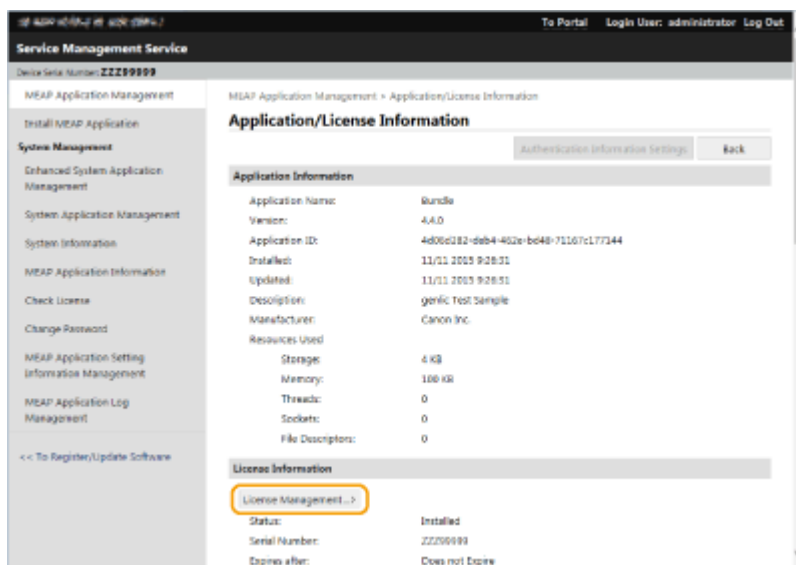 To Portal Login User: administrator Log Out
Service Management Service
Device Serial Number: ZZZ99999
MEAP Application Management
Install MEAP Application
System Management
Enhanced System Application
Management
System Application Management
System Information
MEAP Application Information
Check License
Change Password
MEAP Application Setting
Information Management
MEAP Application Log
Management
<< To Register/Update Software
MEAP Application Management > Application/License Information
Application/License Information
Authentication Information Settings Back
Application Information
Application Name: Bundle
Version: 4.4.0
Application ID: 4d06d282-deb4-462e-bd48-71167c177144
Installed: 11/11 2015 9:26:31
Updated: 11/11 2015 9:26:31
Description: genlic Test Sample
Manufacturer: Canon Inc.
Resources Used
Storage: 4 KB
Memory: 100 KB
Threads: 0
Sockets: 0
File Descriptors: 0
License Information
License Management...>
Status: Installed
Serial Number: ZZZ99999
Expires after: Does not Expire